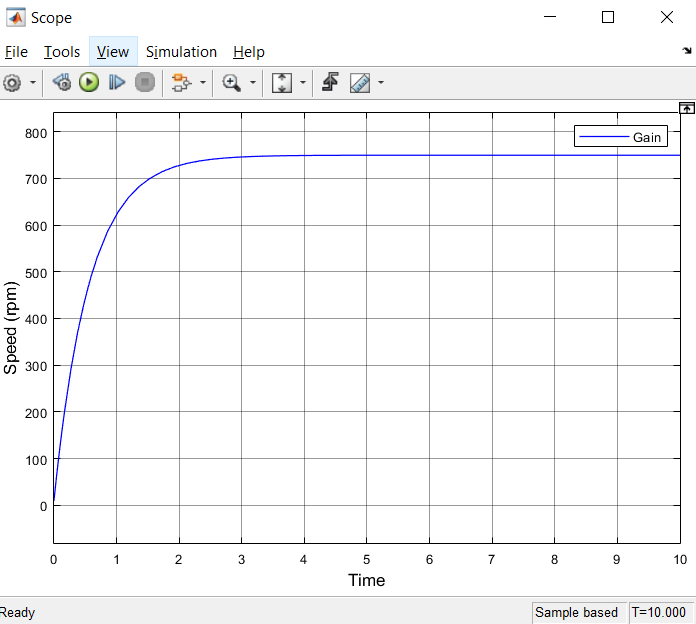 Scope
File Tools View Simulation Help
Gain
800
700
600
500
400
300
200
100
0
Speed (rpm)
0 1 2 3 4 5 6 7 8 9 10
Time
Ready Sample based T=10.000